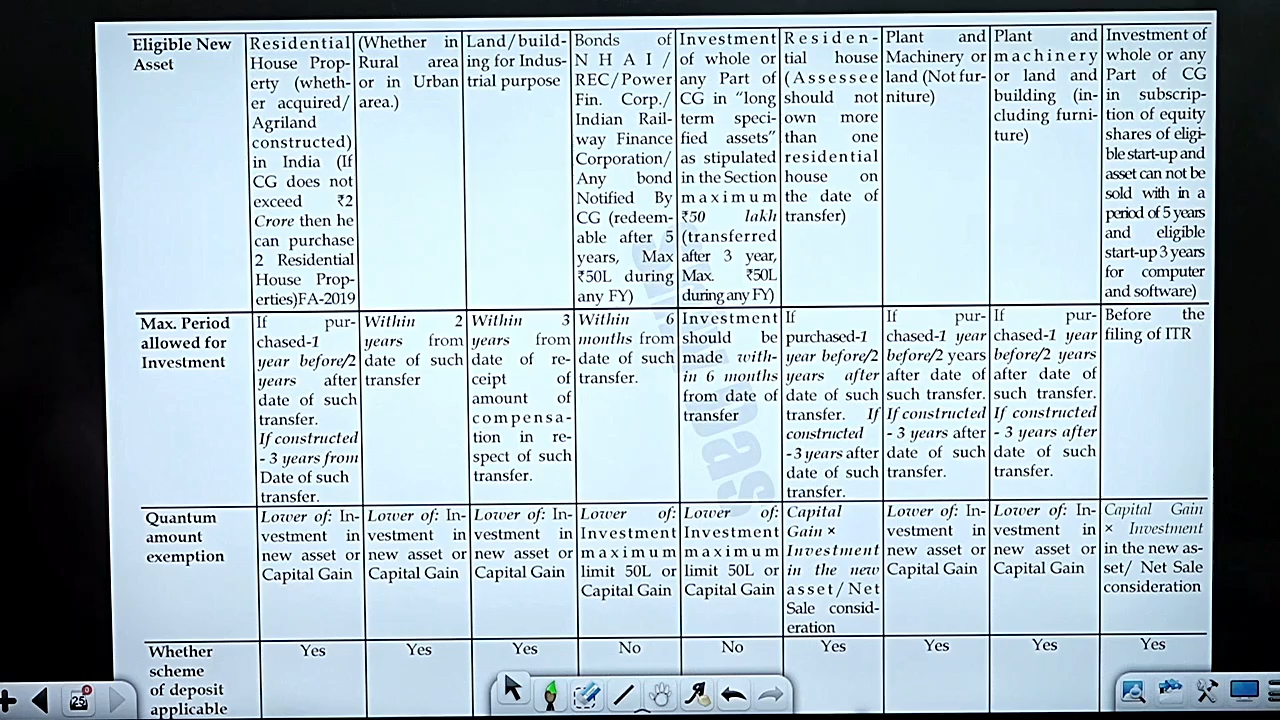 Eligible New
Asset
Residential
House Prop-
erty (wheth-
er acquired/
Agriland
constructed)
in India (If
CG does not
exceed ₹2
Crore then he
can purchase
2 Residential
House Prop-
erties)FA-2019
(Whether in
Rural area
or in Urban
area.)
Land/build-
ing for Indus-
trial purpose
Bonds of
NHAI/
REC/Power
Fin. Corp./
Indian Rail-
way Finance
Corporation/
Any bond
Notified By
CG (redeem-
able after 5
years, Max
₹50L during
any FY)
Investment
of whole or
any Part of
CG in "long
term speci-
fied assets"
as stipulated
in the Section
maximum
₹50 lakh
(transferred
after 3 year,
Max. ₹50L
during any FY)
Residen-
tial house
(Assessee
should not
own more
than one
residential
house on
the date of
transfer)
Plant and
Machinery or
land (Not fur-
niture)
Plant and
machinery
or land and
building (in-
cluding furni-
ture)
Investment of
whole or any
Part of CG
in subscrip-
tion of equity
shares of eligi-
ble start-up and
asset can not be
sold with in a
period of 5 years
and eligible
start-up 3 years
for computer
and software)
Max. Period
allowed for
Investment
If pur-
chased-1
year before/2
years after
date of such
transfer.
If constructed
- 3 years from
Date of such
transfer.
Within 2
years from
date of such
transfer
Within 3
years from
date of re-
ceipt of
amount of
compensa-
tion in re-
spect of such
transfer.
Within 6
months from
date of such
transfer.
Investment
should be
made with-
in 6 months
from date of
transfer
If
purchased-1
year before/2
years after
date of such
transfer. If
constructed
-3 years after
date of such
transfer.
If pur-
chased-1 year
before/2 years
after date of
such transfer.
If constructed
- 3 years after
date of such
transfer.
If pur-
chased-1 year
before/2 years
after date of
such transfer.
If constructed
- 3 years after
date of such
transfer.
Before the
filing of ITR
Quantum
amount
exemption
Lower of: In-
vestment in
new asset or
Capital Gain
Lower of: In-
vestment in
new asset or
Capital Gain
Lower of: In-
vestment in
new asset or
Capital Gain
Lower of:
Investment
maximum
limit 50L or
Capital Gain
Lower of:
Investment
maximum
limit 50L or
Capital Gain
Capital
Gain ×
Investment
in the new
asset/Net
Sale consid-
eration
Lower of: In-
vestment in
new asset or
Capital Gain
Lower of: In-
vestment in
new asset or
Capital Gain
Capital Gain
× Investment
in the new as-
set/ Net Sale
consideration
Whether
scheme
of deposit
applicable
Yes
Yes
Yes
No
No
Yes
Yes
Yes
Yes
25